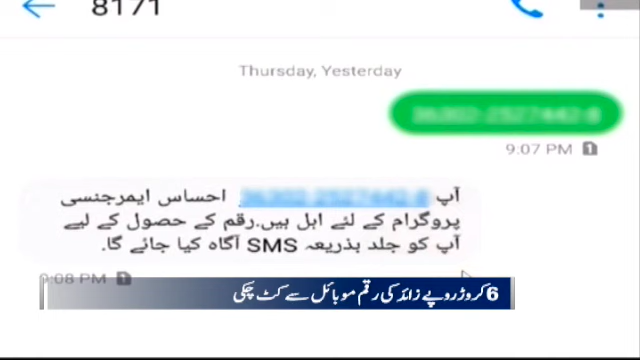 8171
Thursday, Yesterday
9:07 PM
آپ احساس ایمرجنسی
پروگرام کے لئے اہل ہیں.رقم کے حصول کے لیے
آپ کو جلد بذریعہ SMS آگاہ کیا جائے گا.
9:08 PM
6 کروڑ روپے زائد کی رقم موبائل سے کٹ چکی